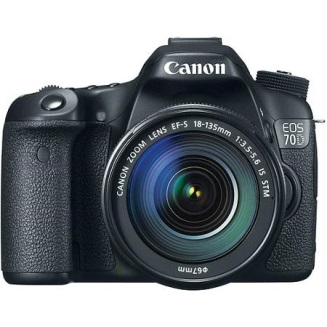 Canon
EOS
70D
CANON ZOOM LENS EF-S 18-135mm 1:3.5-5.6 IS STM
φ67mm